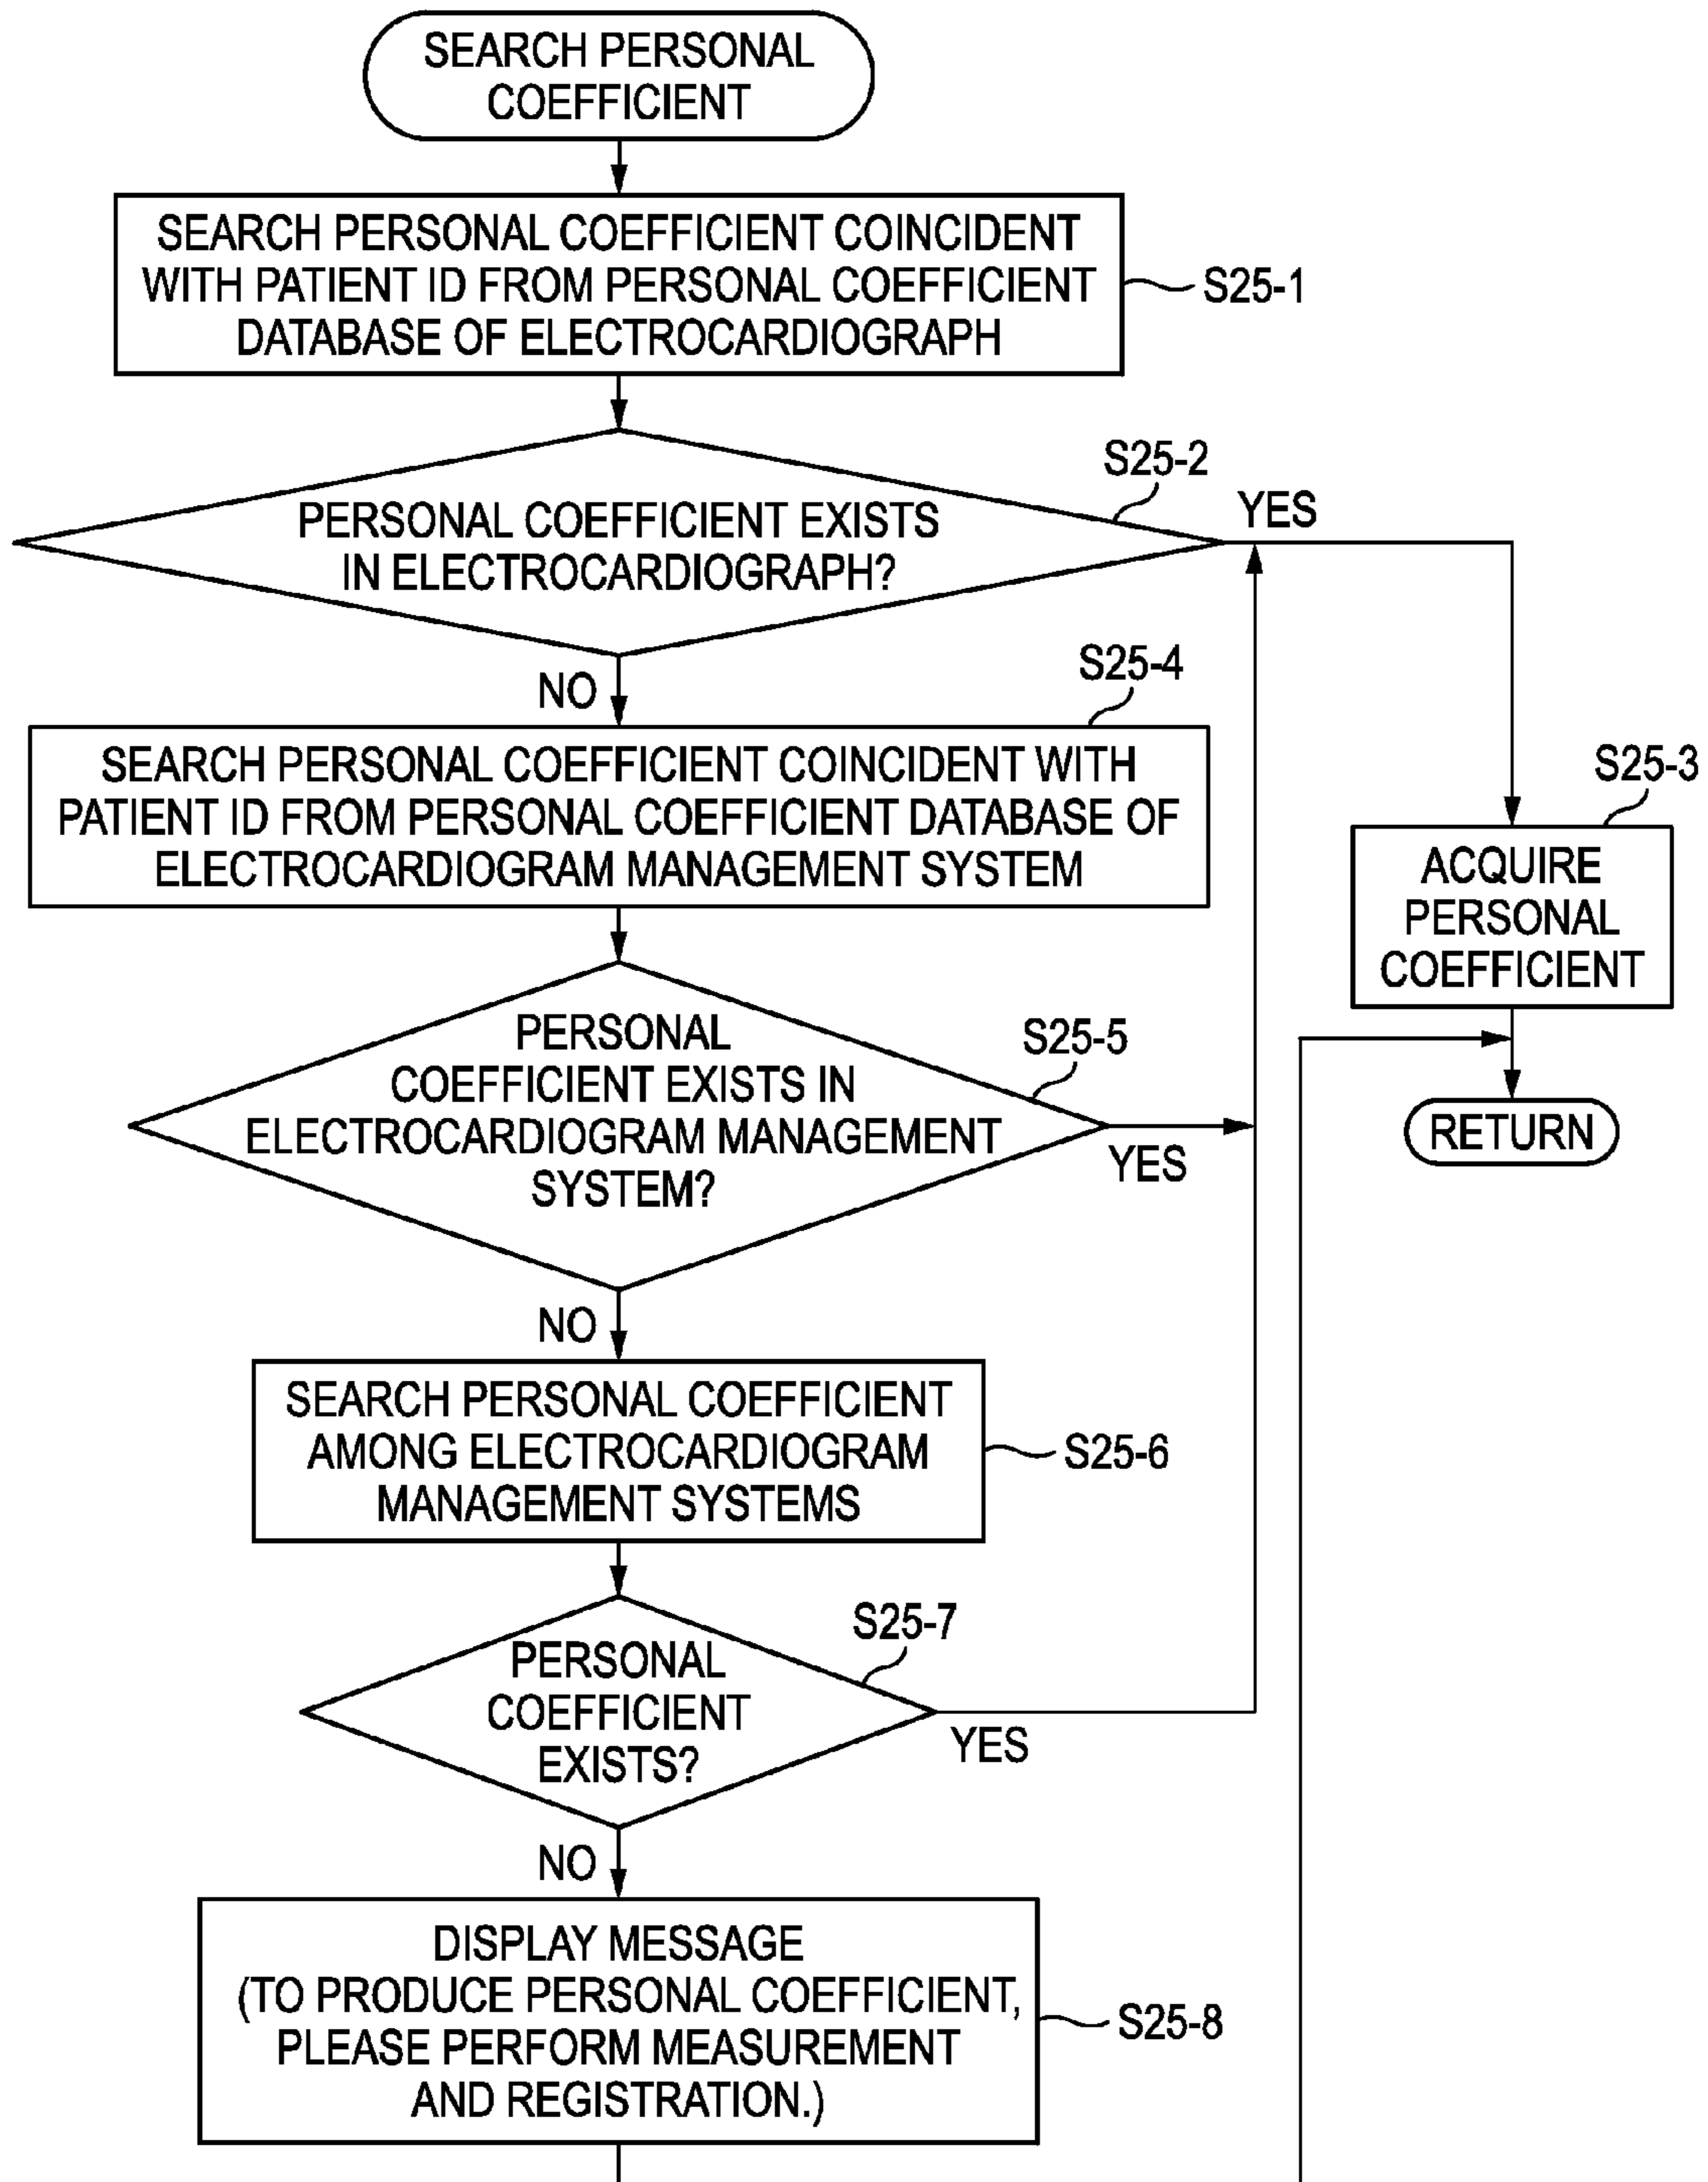 SEARCH PERSONAL
COEFFICIENT
SEARCH PERSONAL COEFFICIENT COINCIDENT
WITH PATIENT ID FROM PERSONAL COEFFICIENT
DATABASE OF ELECTROCARDIOGRAPH
S25-1
S25-2
YES
PERSONAL COEFFICIENT EXISTS
IN ELECTROCARDIOGRAPH?
NO
S25-4
SEARCH PERSONAL COEFFICIENT COINCIDENT WITH
PATIENT ID FROM PERSONAL COEFFICIENT DATABASE OF
ELECTROCARDIOGRAM MANAGEMENT SYSTEM
S25-3
ACQUIRE
PERSONAL
COEFFICIENT
S25-5
PERSONAL
COEFFICIENT EXISTS IN
ELECTROCARDIOGRAM MANAGEMENT
SYSTEM?
YES
RETURN
NO
SEARCH PERSONAL COEFFICIENT
AMONG ELECTROCARDIOGRAM
MANAGEMENT SYSTEMS
S25-6
S25-7
PERSONAL
COEFFICIENT
EXISTS?
YES
NO
DISPLAY MESSAGE
(TO PRODUCE PERSONAL COEFFICIENT,
PLEASE PERFORM MEASUREMENT
AND REGISTRATION.)
S25-8